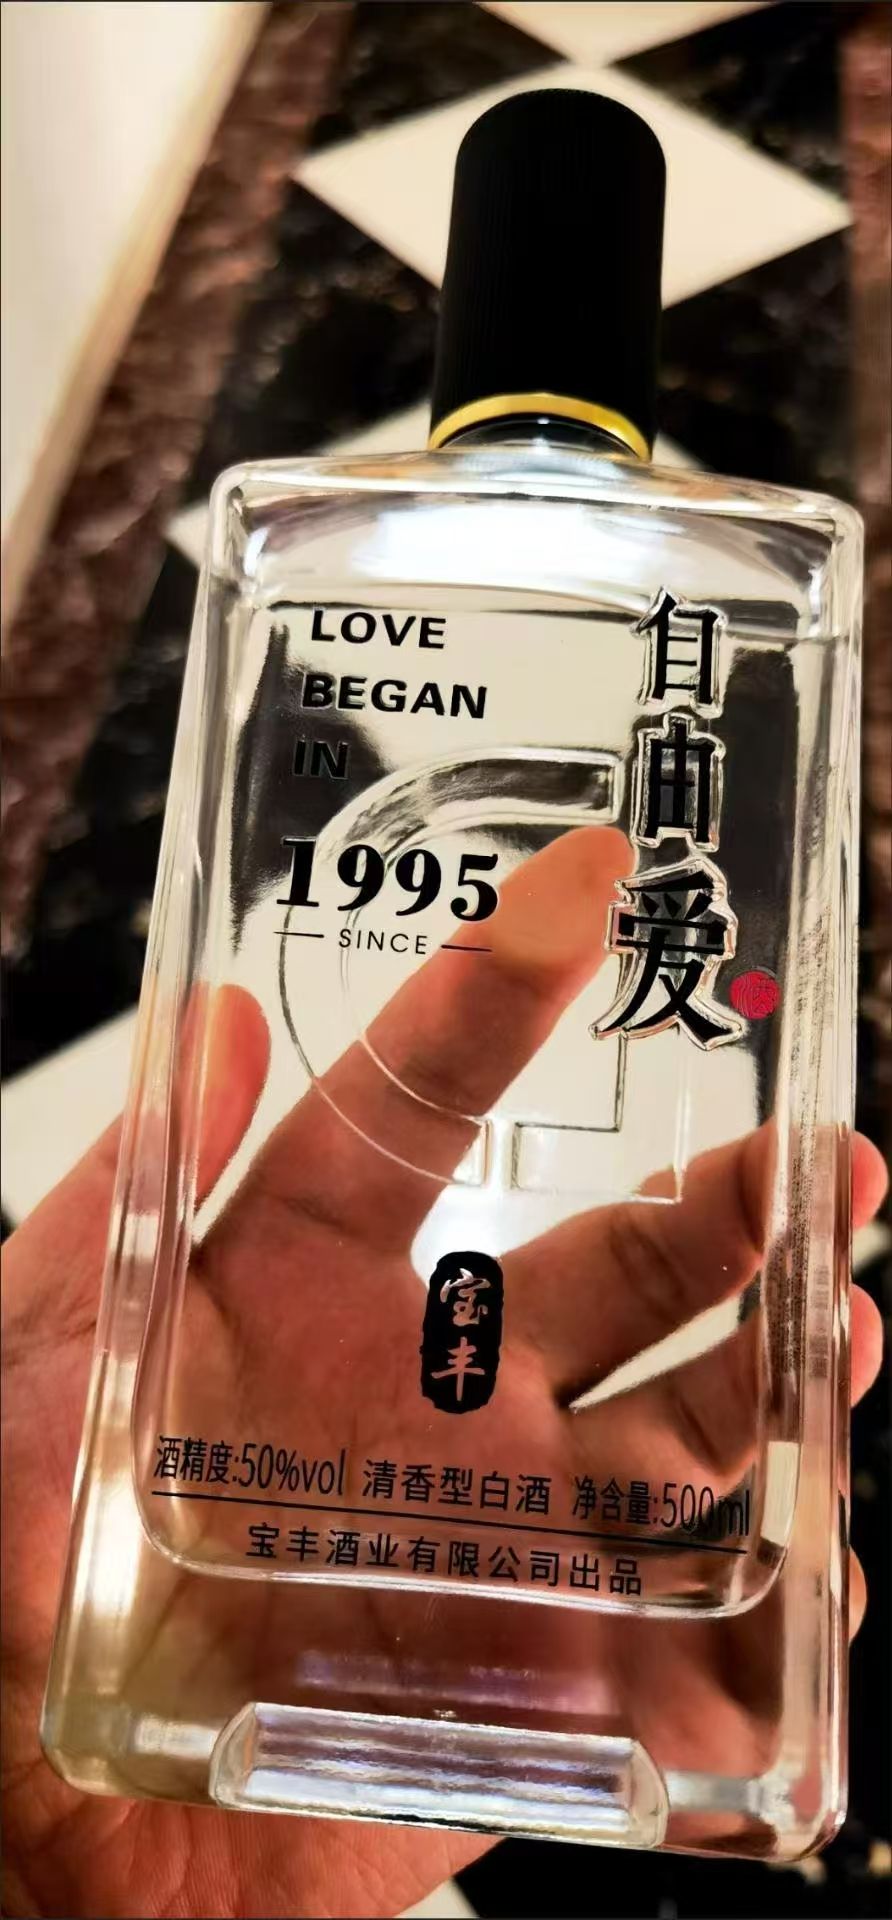 LOVE
BEGAN
IN
1995
SINCE
自由爱
宝丰
酒精度:50%vol 清香型白酒 净含量:500ml
宝丰酒业有限公司出品